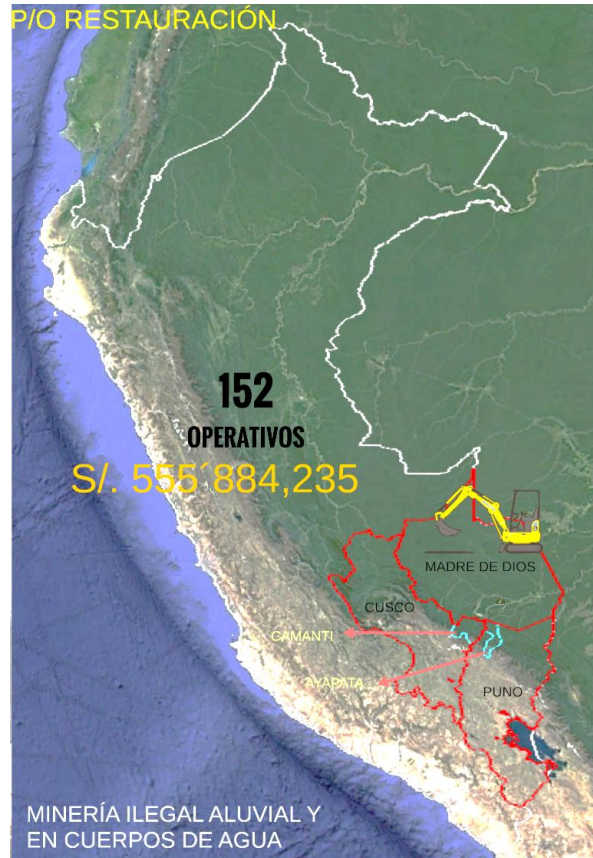 P/O RESTAURACIÓN
152
OPERATIVOS
S/. 555´884,235
MADRE DE DIOS
CUSCO
CAMANTI
AYAPATA
PUNO
MINERÍA ILEGAL ALUVIAL Y
EN CUERPOS DE AGUA